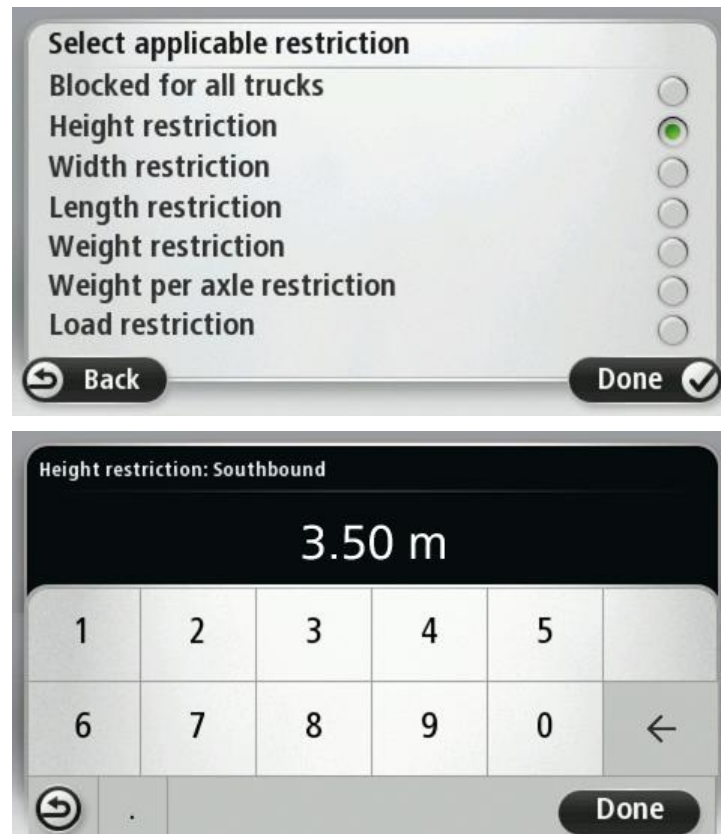 Select applicable restriction
Blocked for all trucks
Height restriction
Width restriction
Length restriction
Weight restriction
Weight per axle restriction
Load restriction
Back Done
Height restriction: Southbound
3.50 m
1 2 3 4 5
6 7 8 9 0 ←
. Done